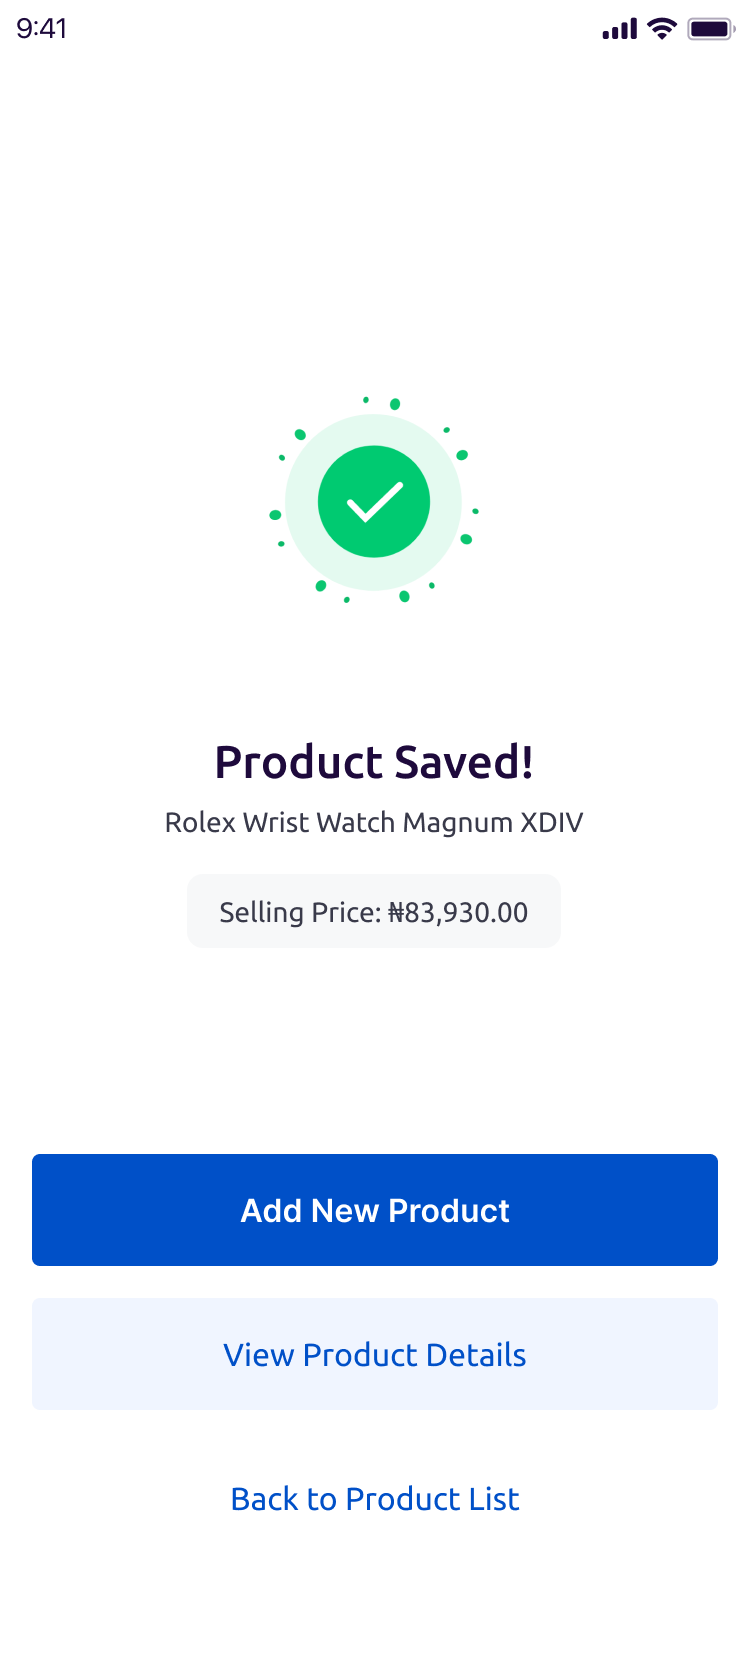 9:41
Product Saved!
Rolex Wrist Watch Magnum XDIV
Selling Price: ₦83,930.00
Add New Product
View Product Details
Back to Product List